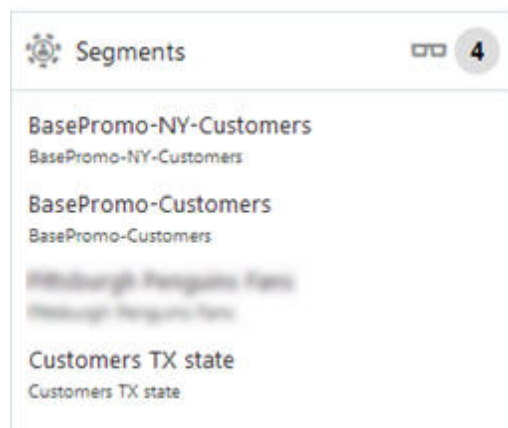 Segments 4
BasePromo-NY-Customers
BasePromo-NY-Customers
BasePromo-Customers
BasePromo-Customers
Customers TX state
Customers TX state